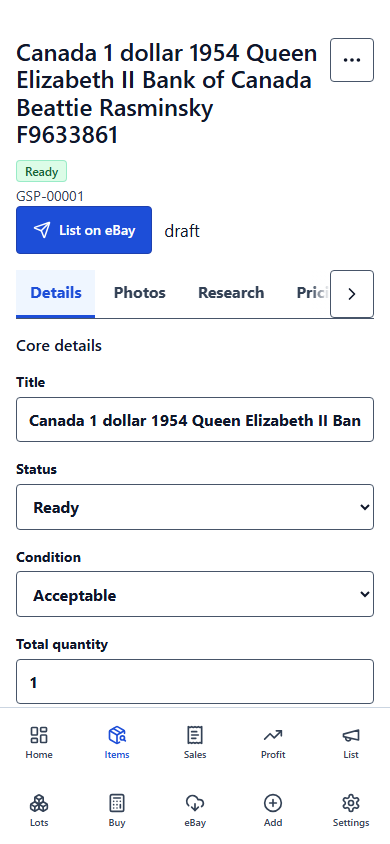 Canada 1 dollar 1954 Queen
Elizabeth II Bank of Canada
Beattie Rasminsky
F9633861
Ready
GSP-00001
List on eBay
draft
Details
Photos
Research
Prici
Core details
Title
Canada 1 dollar 1954 Queen Elizabeth II Ban
Status
Ready
Condition
Acceptable
Total quantity
1
Home
Items
Sales
Profit
List
Lots
Buy
eBay
Add
Settings